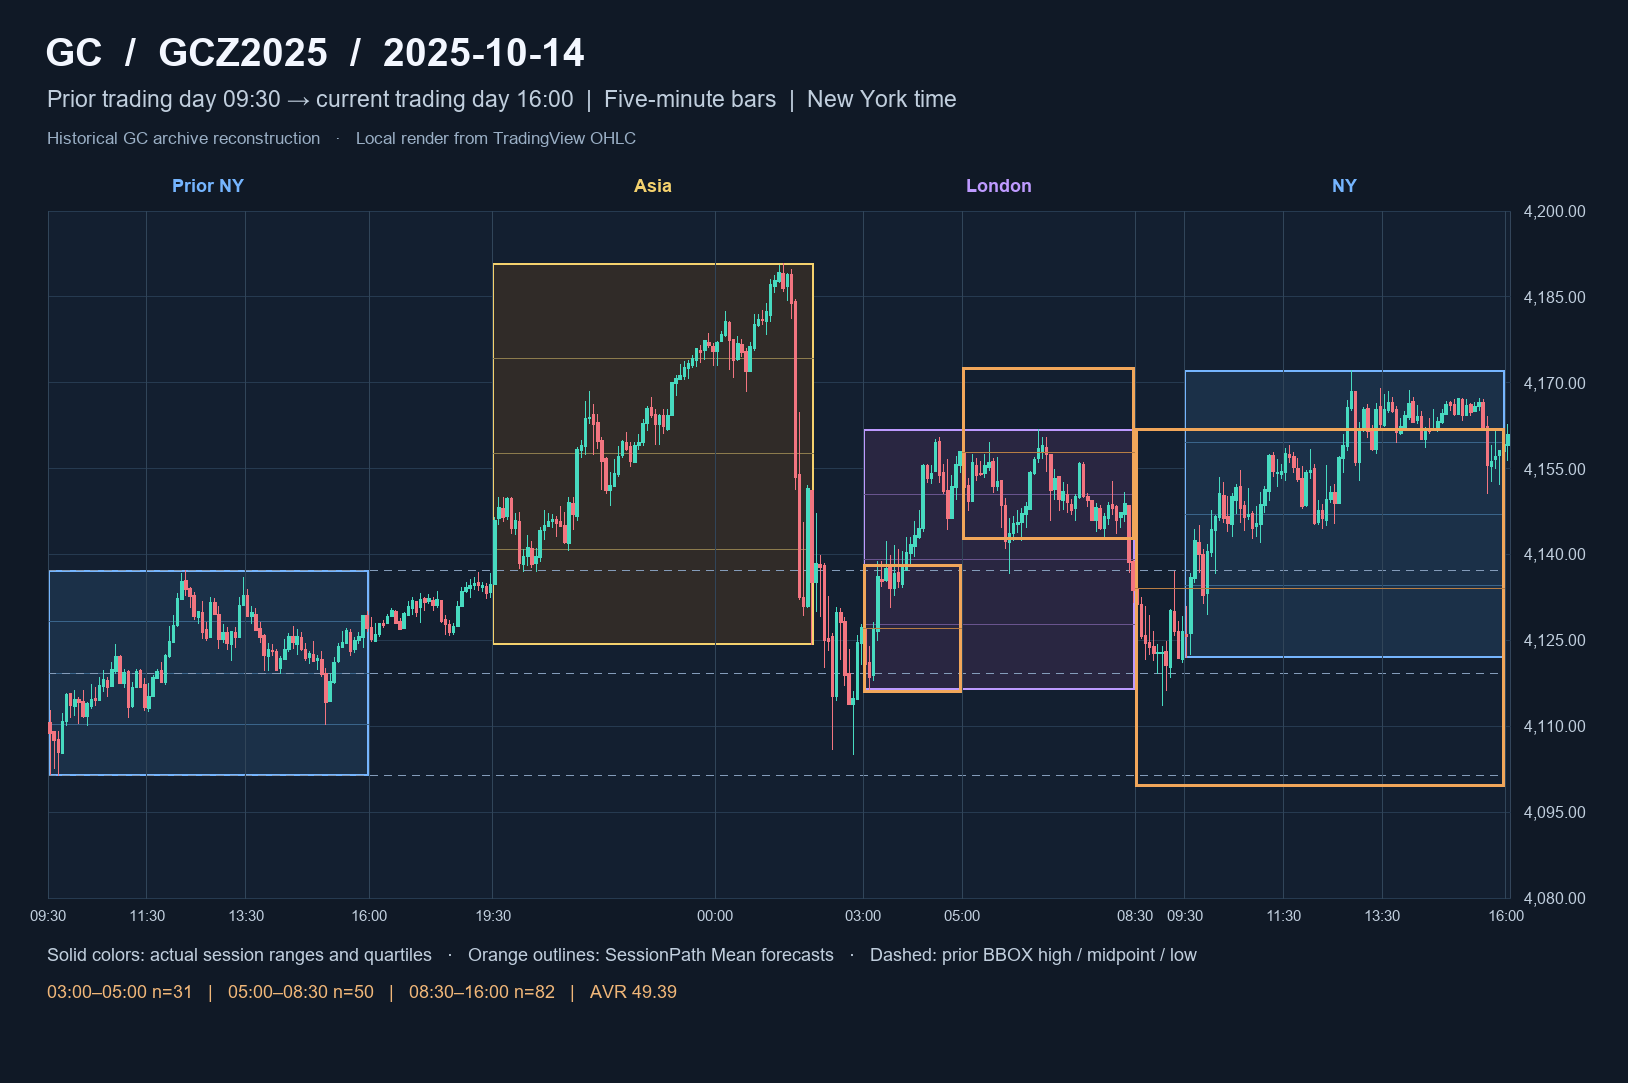 GC / GCZ2025 / 2025-10-14
Prior trading day 09:30 → current trading day 16:00 | Five-minute bars | New York time
Historical GC archive reconstruction · Local render from TradingView OHLC
Prior NY Asia London NY
4,200.00
4,185.00
4,170.00
4,155.00
4,140.00
4,125.00
4,110.00
4,095.00
4,080.00
09:30 11:30 13:30 16:00 19:30 00:00 03:00 05:00 08:30 09:30 11:30 13:30 16:00
Solid colors: actual session ranges and quartiles · Orange outlines: SessionPath Mean forecasts · Dashed: prior BBOX high / midpoint / low
03:00–05:00 n=31 | 05:00–08:30 n=50 | 08:30–16:00 n=82 | AVR 49.39